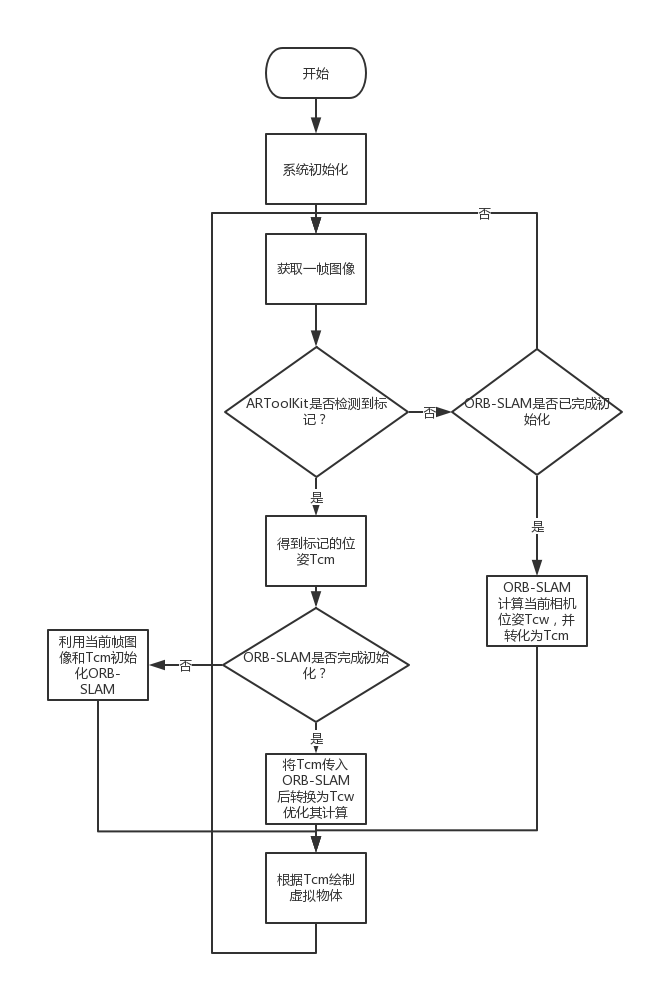 开始
系统初始化
否
获取一帧图像
ARToolKit是否检测到标
记？
否
ORB-SLAM是否已完成初
始化
是
是
得到标记的位
姿Tcm
ORB-SLAM
计算当前相机
位姿Tcw，并
转化为Tcm
ORB-SLAM是否完成初始
化？
否
利用当前帧图
像和Tcm初始
化ORB-
SLAM
是
将Tcm传入
ORB-SLAM
后转换为Tcw
优化其计算
根据Tcm绘制
虚拟物体